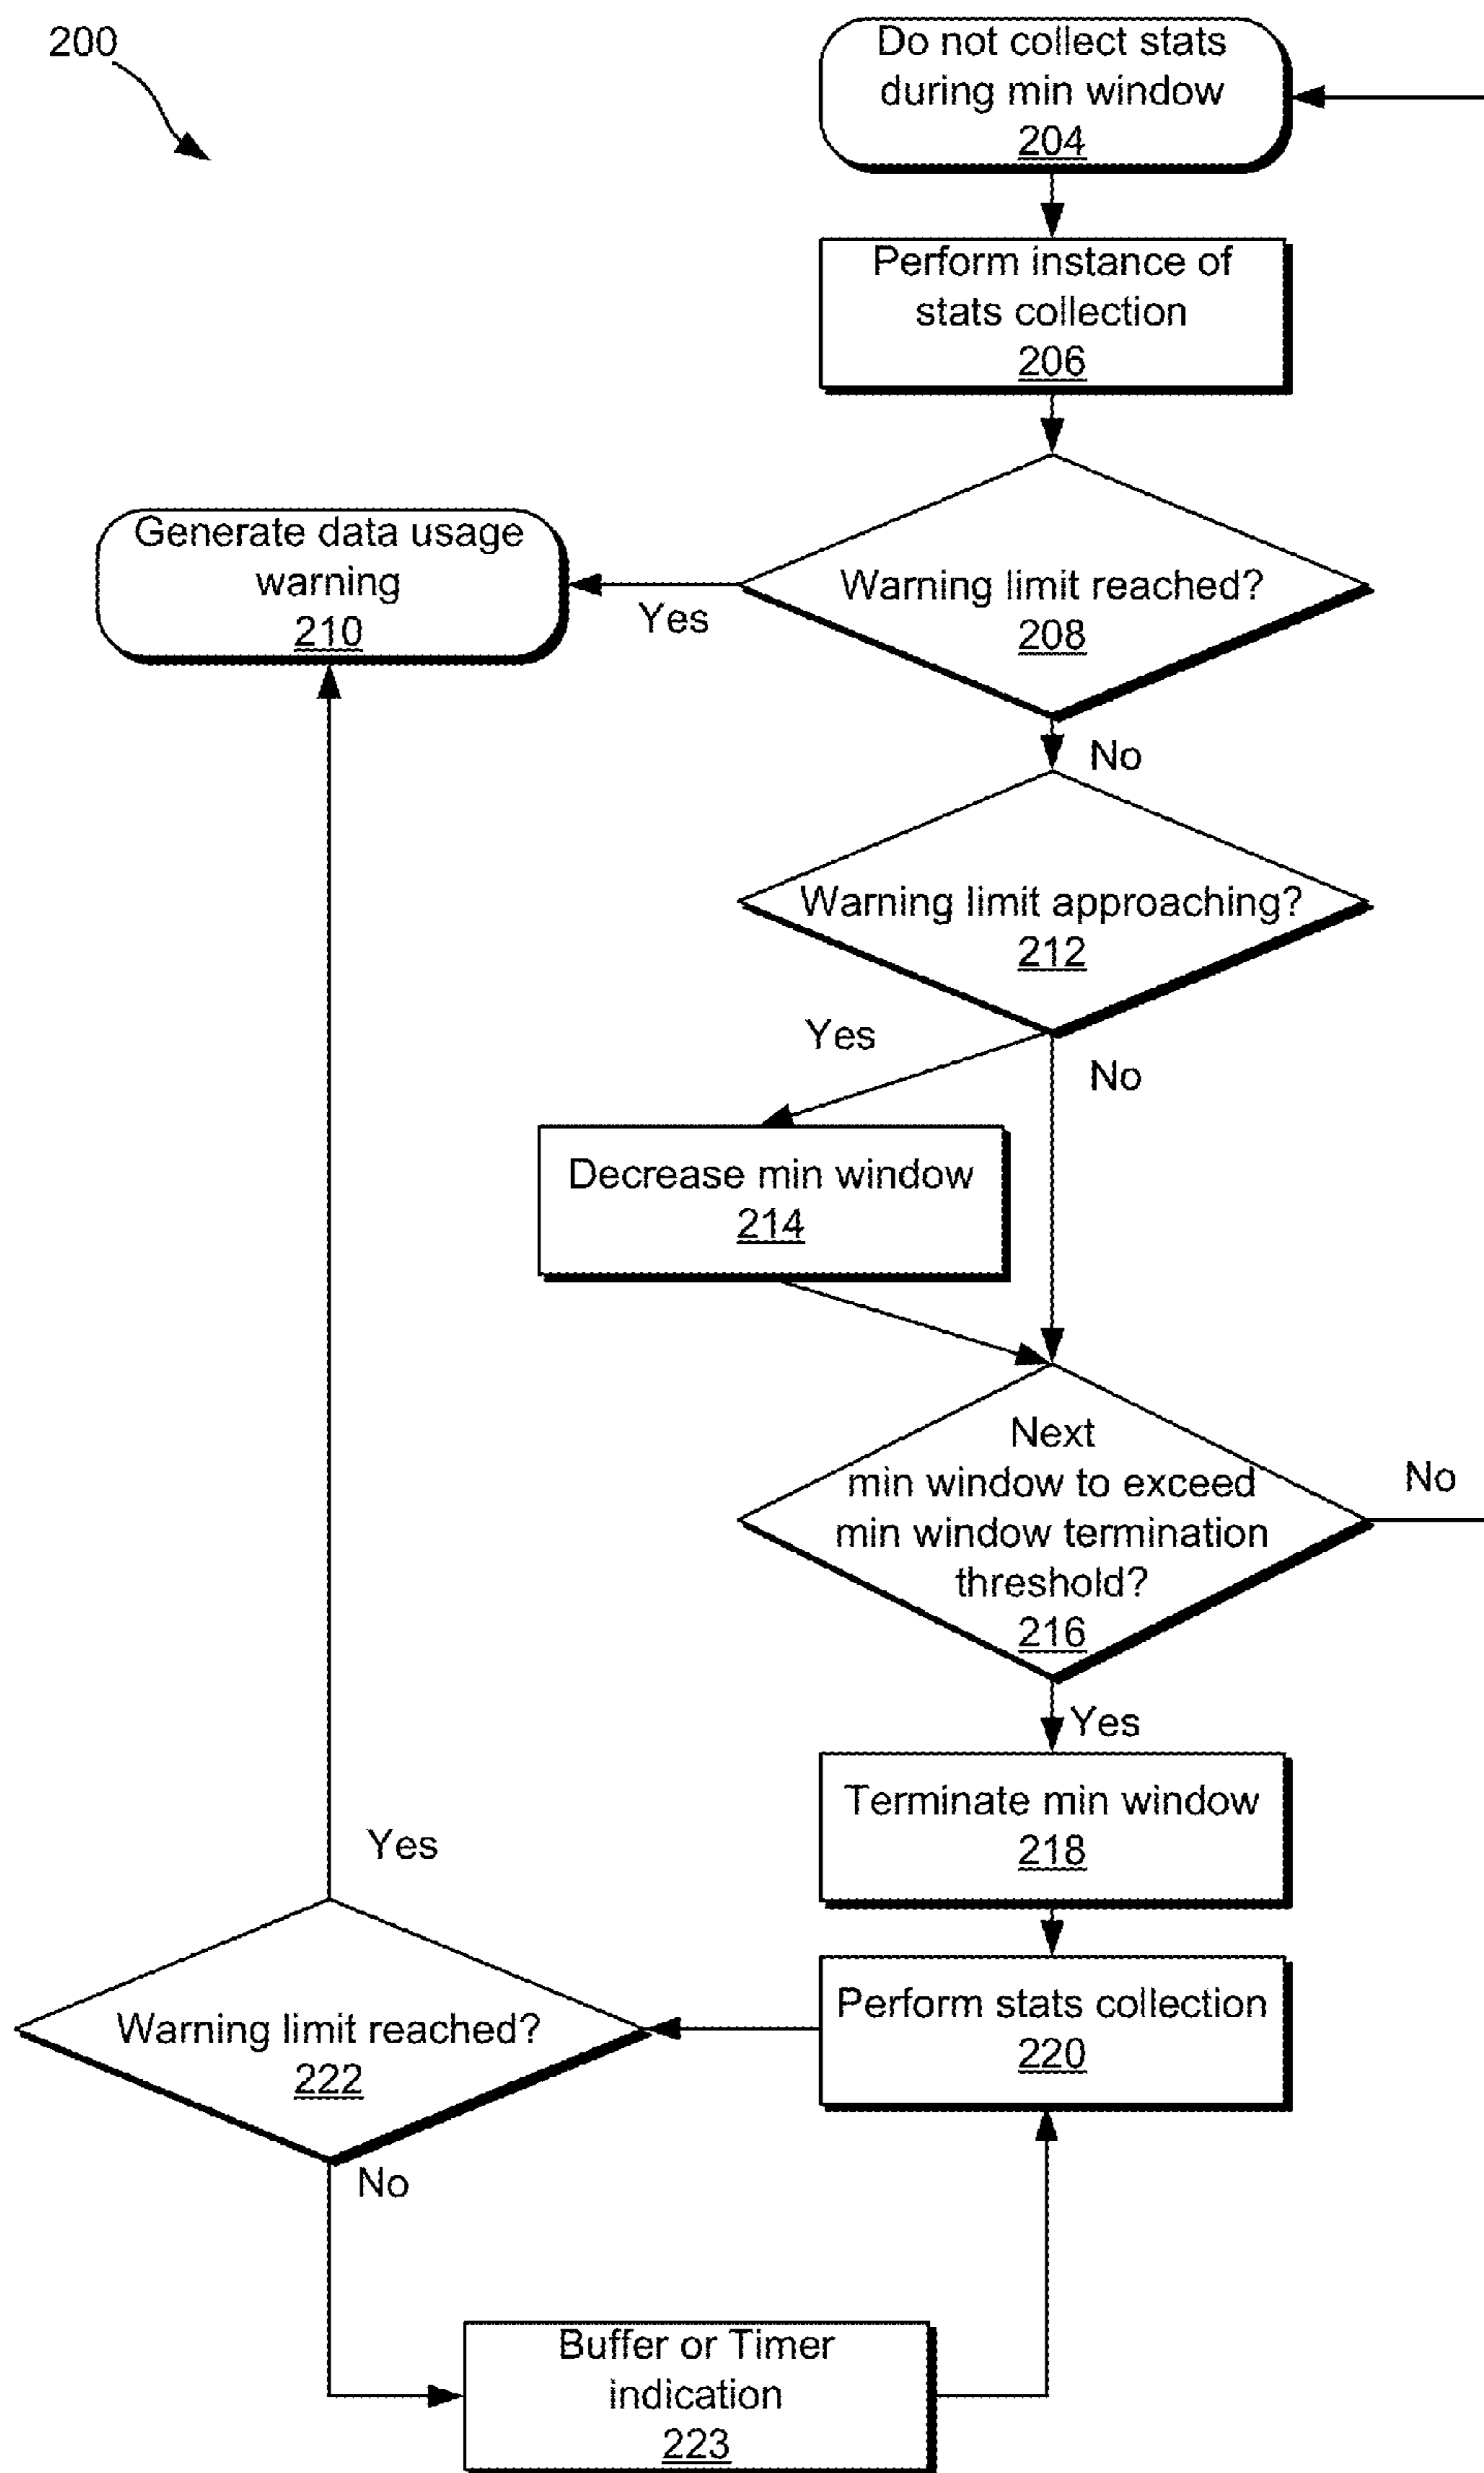 200
Do not collect stats
during min window
204
Perform instance of
stats collection
206
Generate data usage
warning
210
Yes
Warning limit reached?
208
No
Warning limit approaching?
212
Yes
No
Decrease min window
214
Next
min window to exceed
min window termination
threshold?
216
No
Yes
Terminate min window
218
Yes
Perform stats collection
220
Warning limit reached?
222
No
Buffer or Timer
indication
223